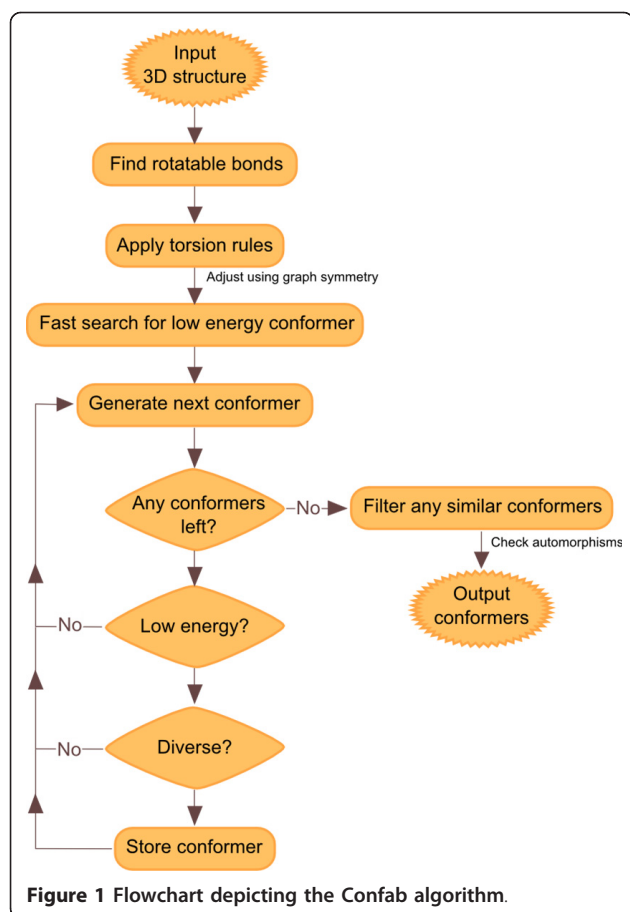 Input
3D structure
Find rotatable bonds
Apply torsion rules
Adjust using graph symmetry
Fast search for low energy conformer
Generate next conformer
Any conformers
left?
No
Filter any similar conformers
Check automorphisms
Output
conformers
Low energy?
No
Diverse?
No
Store conformer
Figure 1 Flowchart depicting the Confab algorithm.